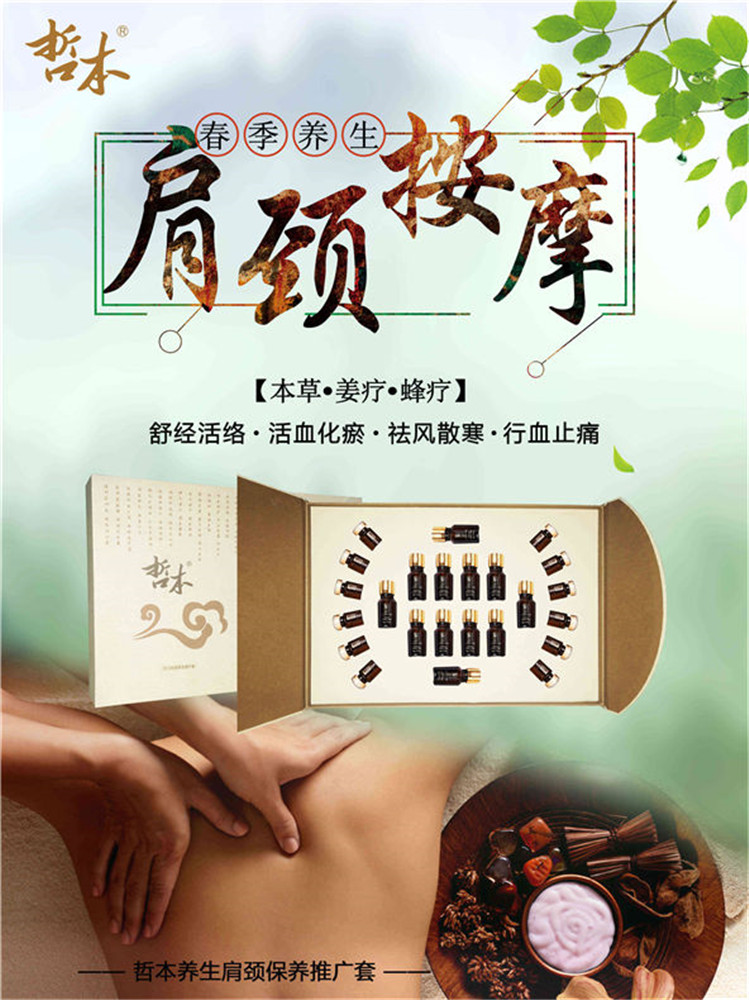 哲本®
春季养生
肩颈按摩
【本草•姜疗•蜂疗】
舒经活络·活血化瘀·祛风散寒·行血止痛
哲本®
—— 哲本养生肩颈保养推广套 ——